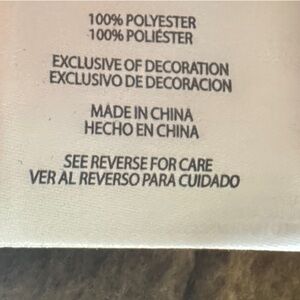 100% POLYESTER
100% POLIÉSTER
EXCLUSIVE OF DECORATION
EXCLUSIVO DE DECORACION
MADE IN CHINA
HECHO EN CHINA
SEE REVERSE FOR CARE
VER AL REVERSO PARA CUIDADO